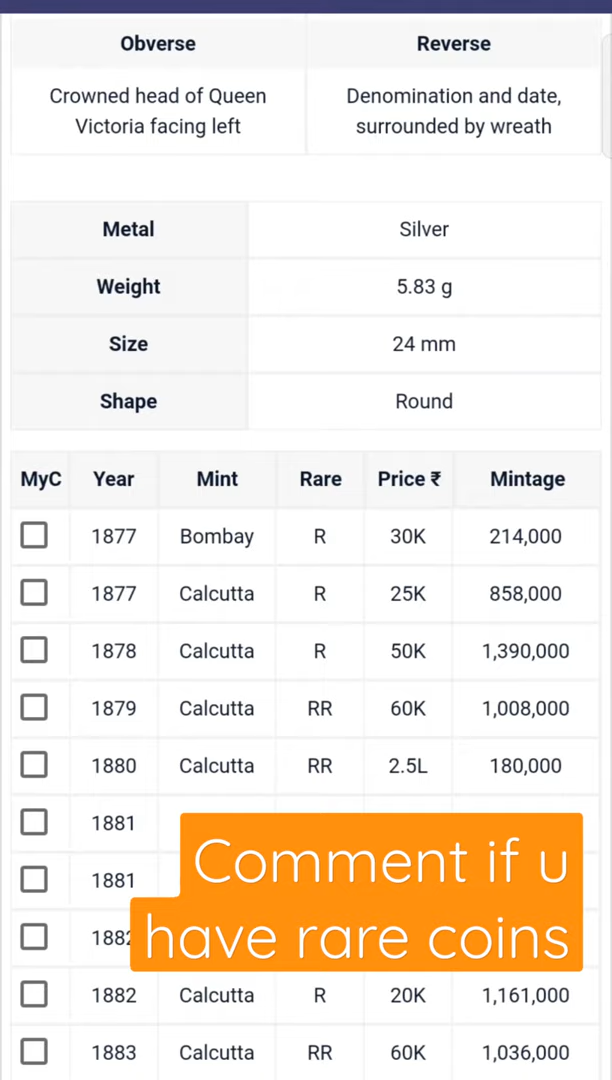 Obverse Reverse
Crowned head of Queen Denomination and date,
Victoria facing left surrounded by wreath
Metal Silver
Weight 5.83 g
Size 24 mm
Shape Round
MyC Year Mint Rare Price ₹ Mintage
1877 Bombay R 30K 214,000
1877 Calcutta R 25K 858,000
1878 Calcutta R 50K 1,390,000
1879 Calcutta RR 60K 1,008,000
1880 Calcutta RR 2.5L 180,000
1881
1881
Comment if u
have rare coins
1882 Calcutta R 20K 1,161,000
1883 Calcutta RR 60K 1,036,000